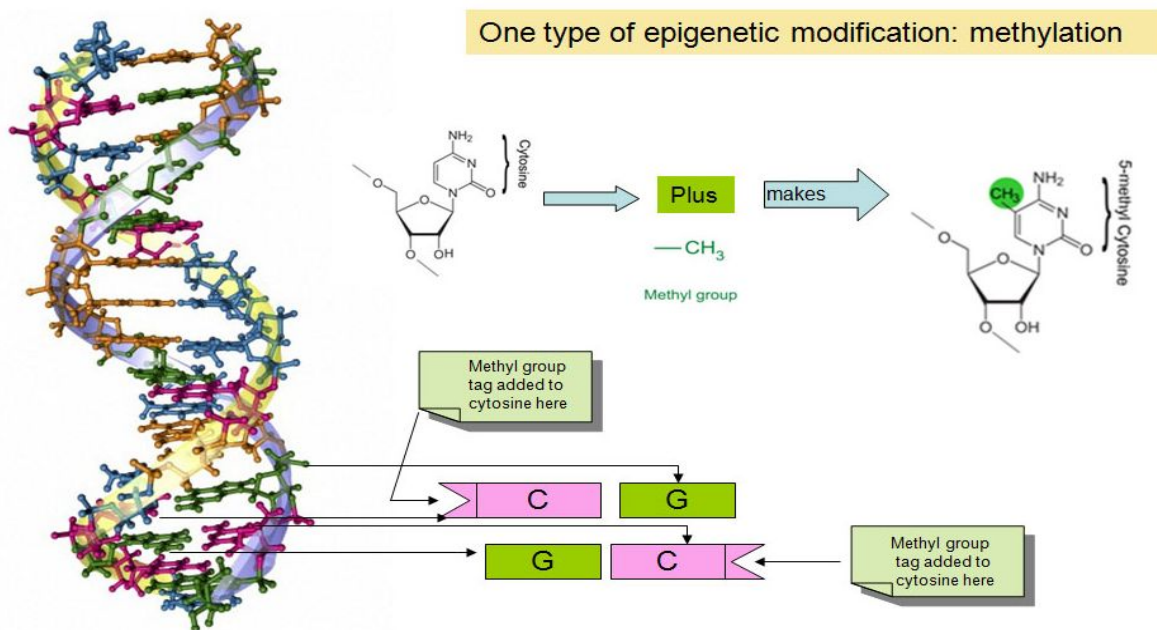 One type of epigenetic modification: methylation
NH₂
N
N
O
O
O
O
OH
Cytosine
Plus
—CH₃
Methyl group
makes
CH₃
NH₂
N
N
O
O
O
O
OH
5-methyl Cytosine
Methyl group
tag added to
cytosine here
C
G
G
C
Methyl group
tag added to
cytosine here